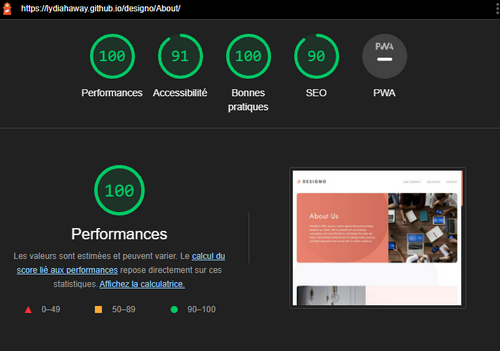 https://lydiahaway.github.io/designo/About/
100
91
100
90
PWA
Performances
Accessibilité
Bonnes
pratiques
SEO
PWA
100
Performances
Les valeurs sont estimées et peuvent varier. Le calcul du
score lié aux performances repose directement sur ces
statistiques. Affichez la calculatrice.
0–49
50–89
90–100
DESIGNO
About Us